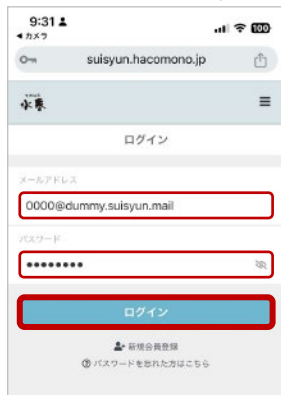 9:31
100
◀カメラ
suisyun.hacomono.jp
水春
ログイン
メールアドレス
0000@dummy.suisyun.mail
パスワード
••••••••
ログイン
新規会員登録
パスワードを忘れた方はこちら